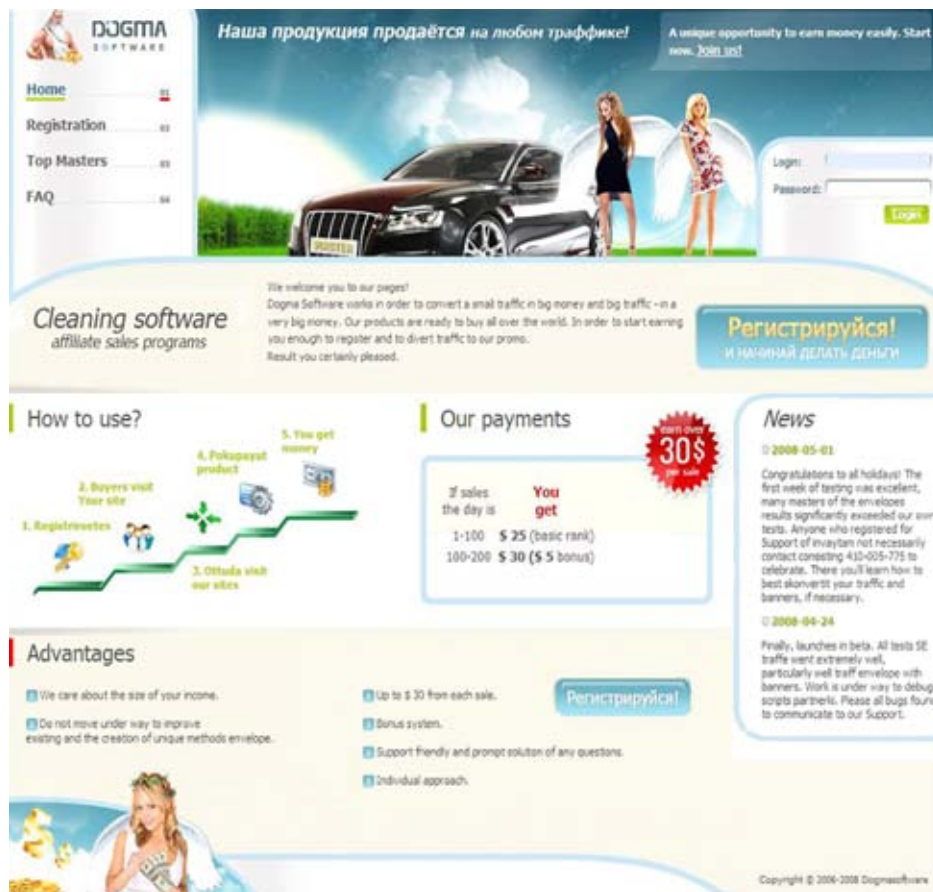 DOGMA
SOFTWARE
Наша продукция продаётся на любом траффике!
A unique opportunity to earn money easily. Start
now. Join us!
Home 01
Registration 02
Top Masters 03
FAQ 04
Login:
Password:
Login
Cleaning software
affiliate sales programs
We welcome you to our pages!
Dogma Software works in order to convert a small traffic in big money and big traffic - in a
very big money. Our products are ready to buy all over the world. In order to start earning
you enough to register and to divert traffic to our promo.
Result you certainly pleased.
Регистрируйся!
И НАЧИНАЙ ДЕЛАТЬ ДЕНЬГИ
How to use?
1. Registresetes
2. Buyers visit
Your site
3. Ottuda visit
our sites
4. Pokupayut
product
5. You get
money
Our payments
earn over
30$
per sale
If sales You
the day is get
1-100 $ 25 (basic rank)
100-200 $ 30 ($ 5 bonus)
News
2008-05-01
Congratulations to all holidays! The
first week of testing was excellent,
many masters of the envelopes
results significantly exceeded our own
tests. Anyone who registered for
Support of invaytam not necessarily
contact consisting 410-005-775 to
celebrate. There you'll learn how to
best skonvertit your traffic and
banners, if necessary.
2008-04-24
Finally, launches in beta. All tests SE
traffe went extremely well,
particularly well traff envelope with
banners. Work is under way to debug
scripts partnerki. Please all bugs found
to communicate to our Support.
Advantages
We care about the size of your income.
Do not move under way to improve
existing and the creation of unique methods envelope.
Up to $ 30 from each sale.
Bonus system.
Support friendly and prompt solution of any questions.
Individual approach.
Регистрируйся!
Copyright © 2006-2008 Dogmasoftware